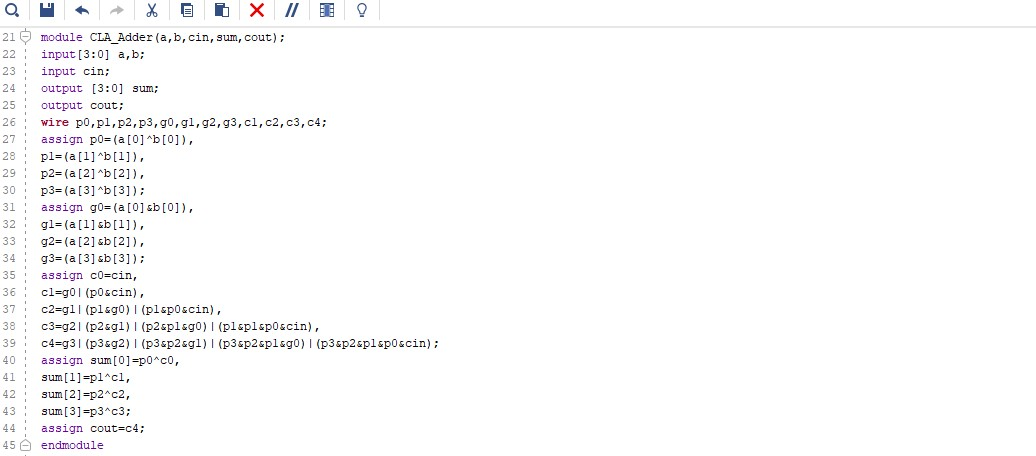 21 module CLA_Adder(a,b,cin,sum,cout);
22 input[3:0] a,b;
23 input cin;
24 output [3:0] sum;
25 output cout;
26 wire p0,p1,p2,p3,g0,g1,g2,g3,c1,c2,c3,c4;
27 assign p0=(a[0]^b[0]),
28 p1=(a[1]^b[1]),
29 p2=(a[2]^b[2]),
30 p3=(a[3]^b[3]);
31 assign g0=(a[0]&b[0]),
32 g1=(a[1]&b[1]),
33 g2=(a[2]&b[2]),
34 g3=(a[3]&b[3]);
35 assign c0=cin,
36 c1=g0|(p0&cin),
37 c2=g1|(p1&g0)|(p1&p0&cin),
38 c3=g2|(p2&g1)|(p2&p1&g0)|(p1&p1&p0&cin),
39 c4=g3|(p3&g2)|(p3&p2&g1)|(p3&p2&p1&g0)|(p3&p2&p1&p0&cin);
40 assign sum[0]=p0^c0,
41 sum[1]=p1^c1,
42 sum[2]=p2^c2,
43 sum[3]=p3^c3;
44 assign cout=c4;
45 endmodule